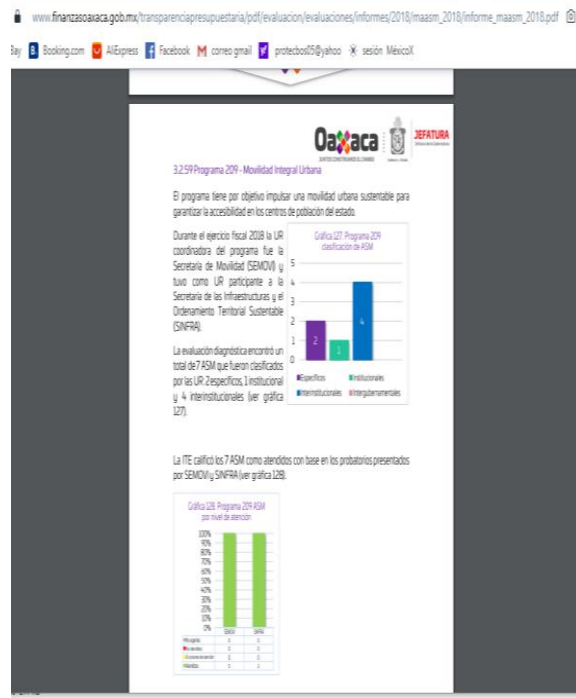 www.finanzasoaxaca.gob.mx/transparenciapresupuestaria/pdf/evaluacion/evaluaciones/informes/2018/maasm_2018/informe_maasm_2018.pdf
Bay B. Booking.com AliExpress Facebook M correo gmail protecbos05@yahoo sesión MéxicoX
Oaxaca
JUNTOS CONSTRUIMOS EL CAMBIO
JEFATURA
3.2.59 Programa 209 - Movilidad Integral Urbana
El programa tiene por objetivo impulsar una movilidad urbana sustentable para
garantizar la accesibilidad en los centros de población del estado.
Durante el ejercicio fiscal 2018 la UR
coordinadora del programa fue la
Secretaría de Movilidad (SEMOVI) y
tuvo como UR participante a la
Secretaría de las Infraestructuras y el
Ordenamiento Territorial Sustentable
(SINFRA).
La evaluación diagnóstica encontró un
total de 7 ASM que fueron clasificados
por las UR: 2 específicos, 1 institucional
y 4 interinstitucionales (ver gráfica
127).
Gráfica 127. Programa 209
clasificación de ASM
5
4
3
2
1
0
2
1
4
Específicos Institucionales
Interinstitucionales Intergubernamentales
La ITE calificó los 7 ASM como atendidos con base en los probatorios presentados
por SEMOVI y SINFRA (ver gráfica 128).
Gráfica 128. Programa 209 ASM
por nivel de atención
100%
90%
80%
70%
60%
50%
40%
30%
20%
10%
0%
SEMOVI SINFRA